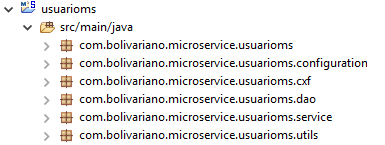 usuarioms
src/main/java
com.bolivariano.microservice.usuarioms
com.bolivariano.microservice.usuarioms.configuration
com.bolivariano.microservice.usuarioms.cxf
com.bolivariano.microservice.usuarioms.dao
com.bolivariano.microservice.usuarioms.service
com.bolivariano.microservice.usuarioms.utils